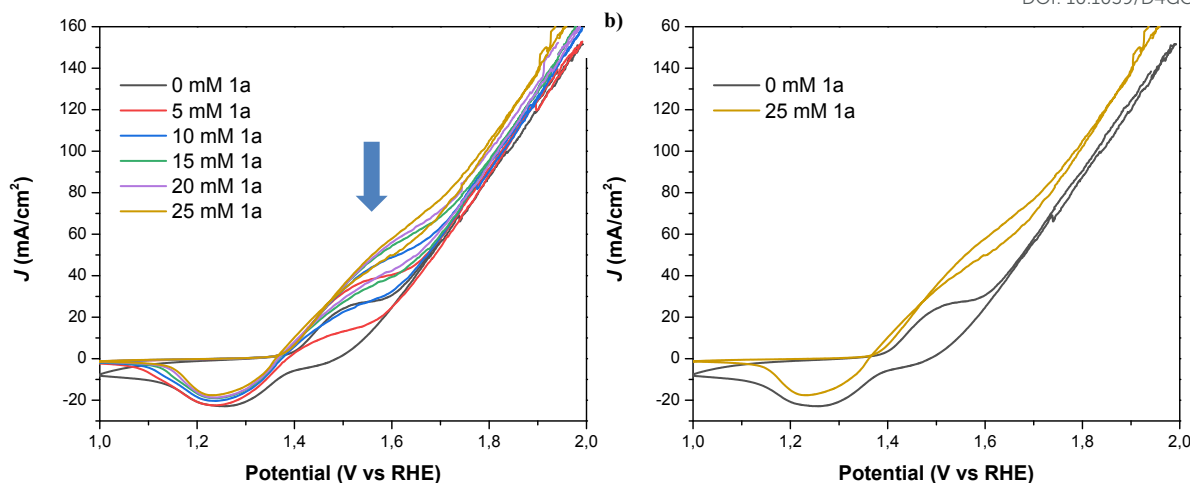 DOI: 10.1039/D4GC
b)
160
140
120
100
80
60
40
20
0
-20
J (mA/cm²)
0 mM 1a
5 mM 1a
10 mM 1a
15 mM 1a
20 mM 1a
25 mM 1a
1,0 1,2 1,4 1,6 1,8 2,0
Potential (V vs RHE)
160
140
120
100
80
60
40
20
0
-20
J (mA/cm²)
0 mM 1a
25 mM 1a
1,0 1,2 1,4 1,6 1,8 2,0
Potential (V vs RHE)